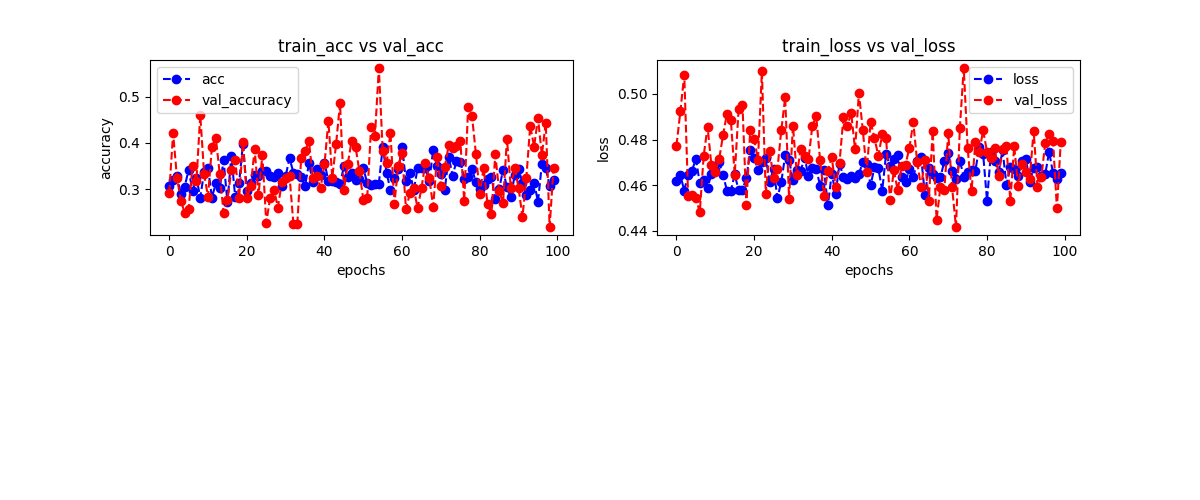 train_acc vs val_acc
acc
val_accuracy
accuracy
0.5
0.4
0.3
0
20
40
60
80
100
epochs
train_loss vs val_loss
loss
val_loss
loss
0.50
0.48
0.46
0.44
0
20
40
60
80
100
epochs